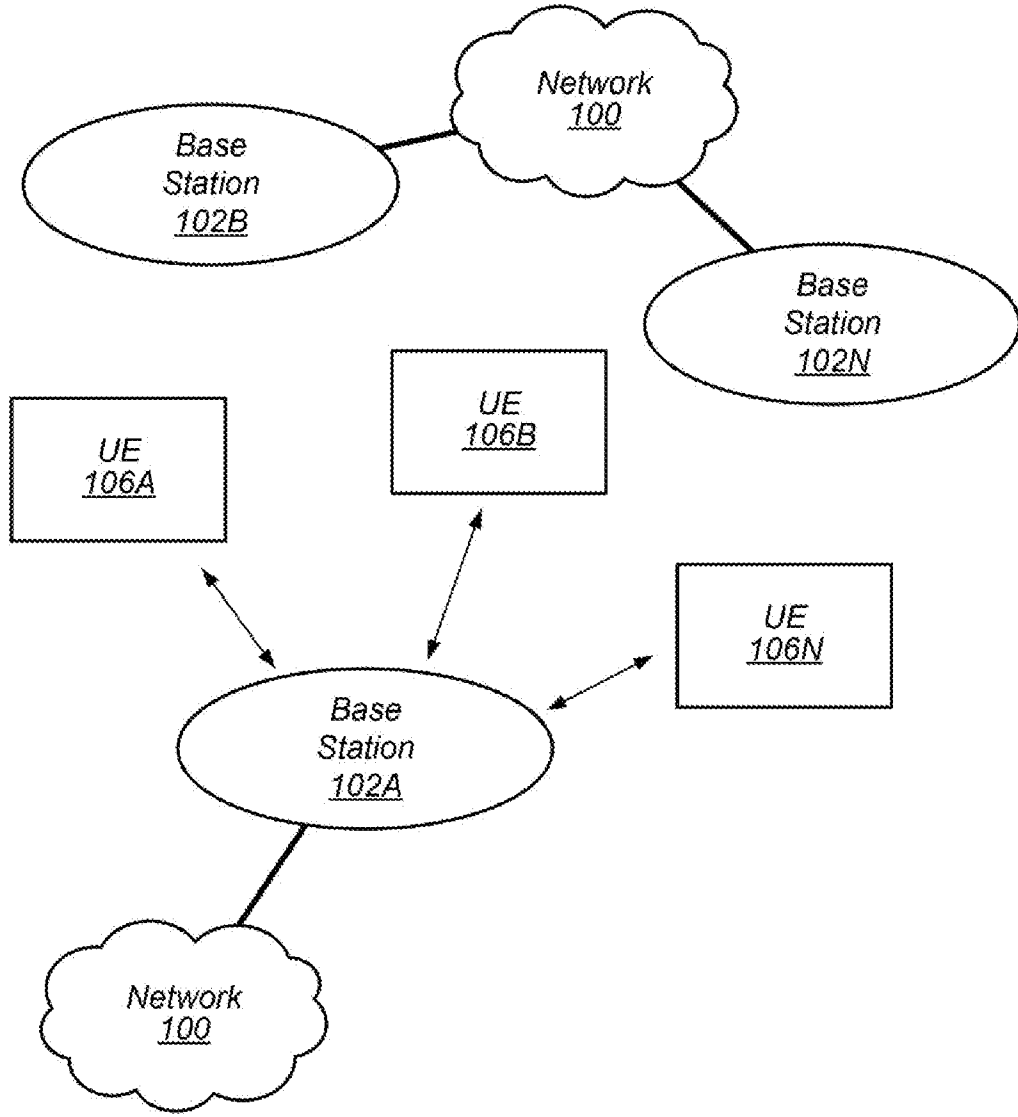 Network
100
Base
Station
102B
Base
Station
102N
UE
106B
UE
106A
UE
106N
Base
Station
102A
Network
100